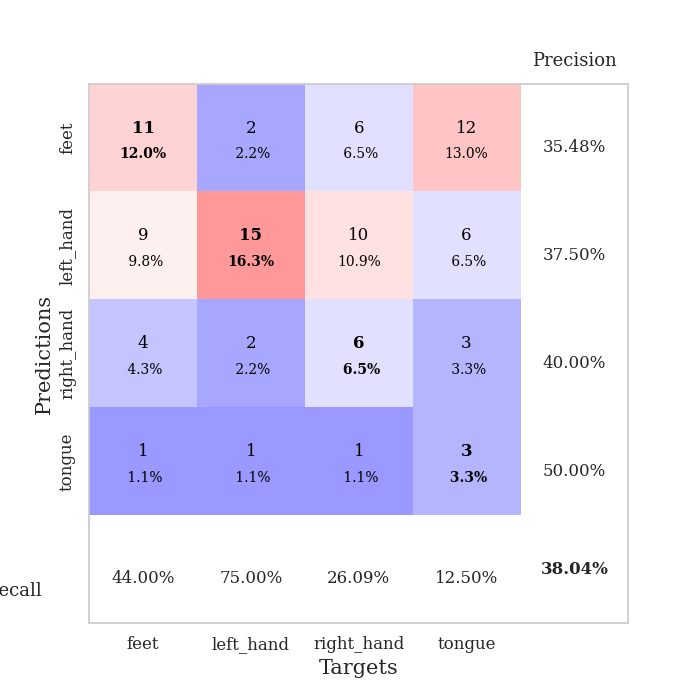 Precision
feet
11 2 6 12
12.0% 2.2% 6.5% 13.0%
35.48%
left_hand
9 15 10 6
9.8% 16.3% 10.9% 6.5%
37.50%
Predictions
right_hand
4 2 6 3
4.3% 2.2% 6.5% 3.3%
40.00%
tongue
1 1 1 3
1.1% 1.1% 1.1% 3.3%
50.00%
ecall
44.00% 75.00% 26.09% 12.50%
38.04%
feet left_hand right_hand tongue
Targets